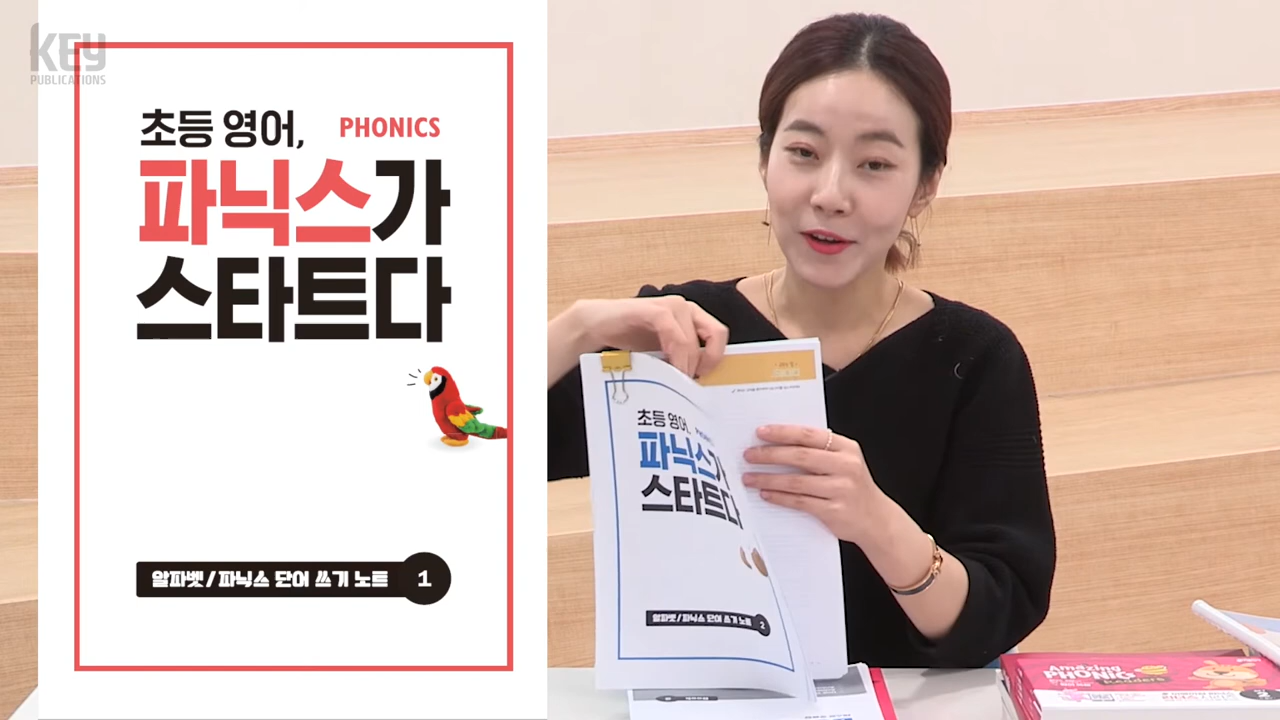 KEY
PUBLICATIONS
초등 영어, PHONICS
파닉스가
스타트다
알파벳/파닉스 단어 쓰기 노트 1
초등 영어,
파닉스가
스타트다
알파벳/파닉스 단어 쓰기 노트 2
Amazing
PHONICS
Readers